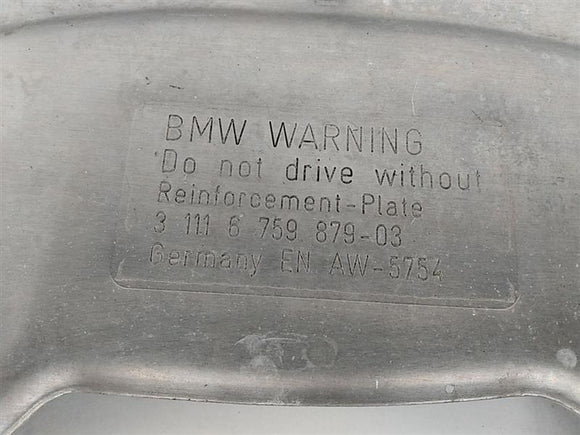 BMW WARNING
Do not drive without
Reinforcement-Plate
3 111 6 759 879-03
Germany EN AW-5754